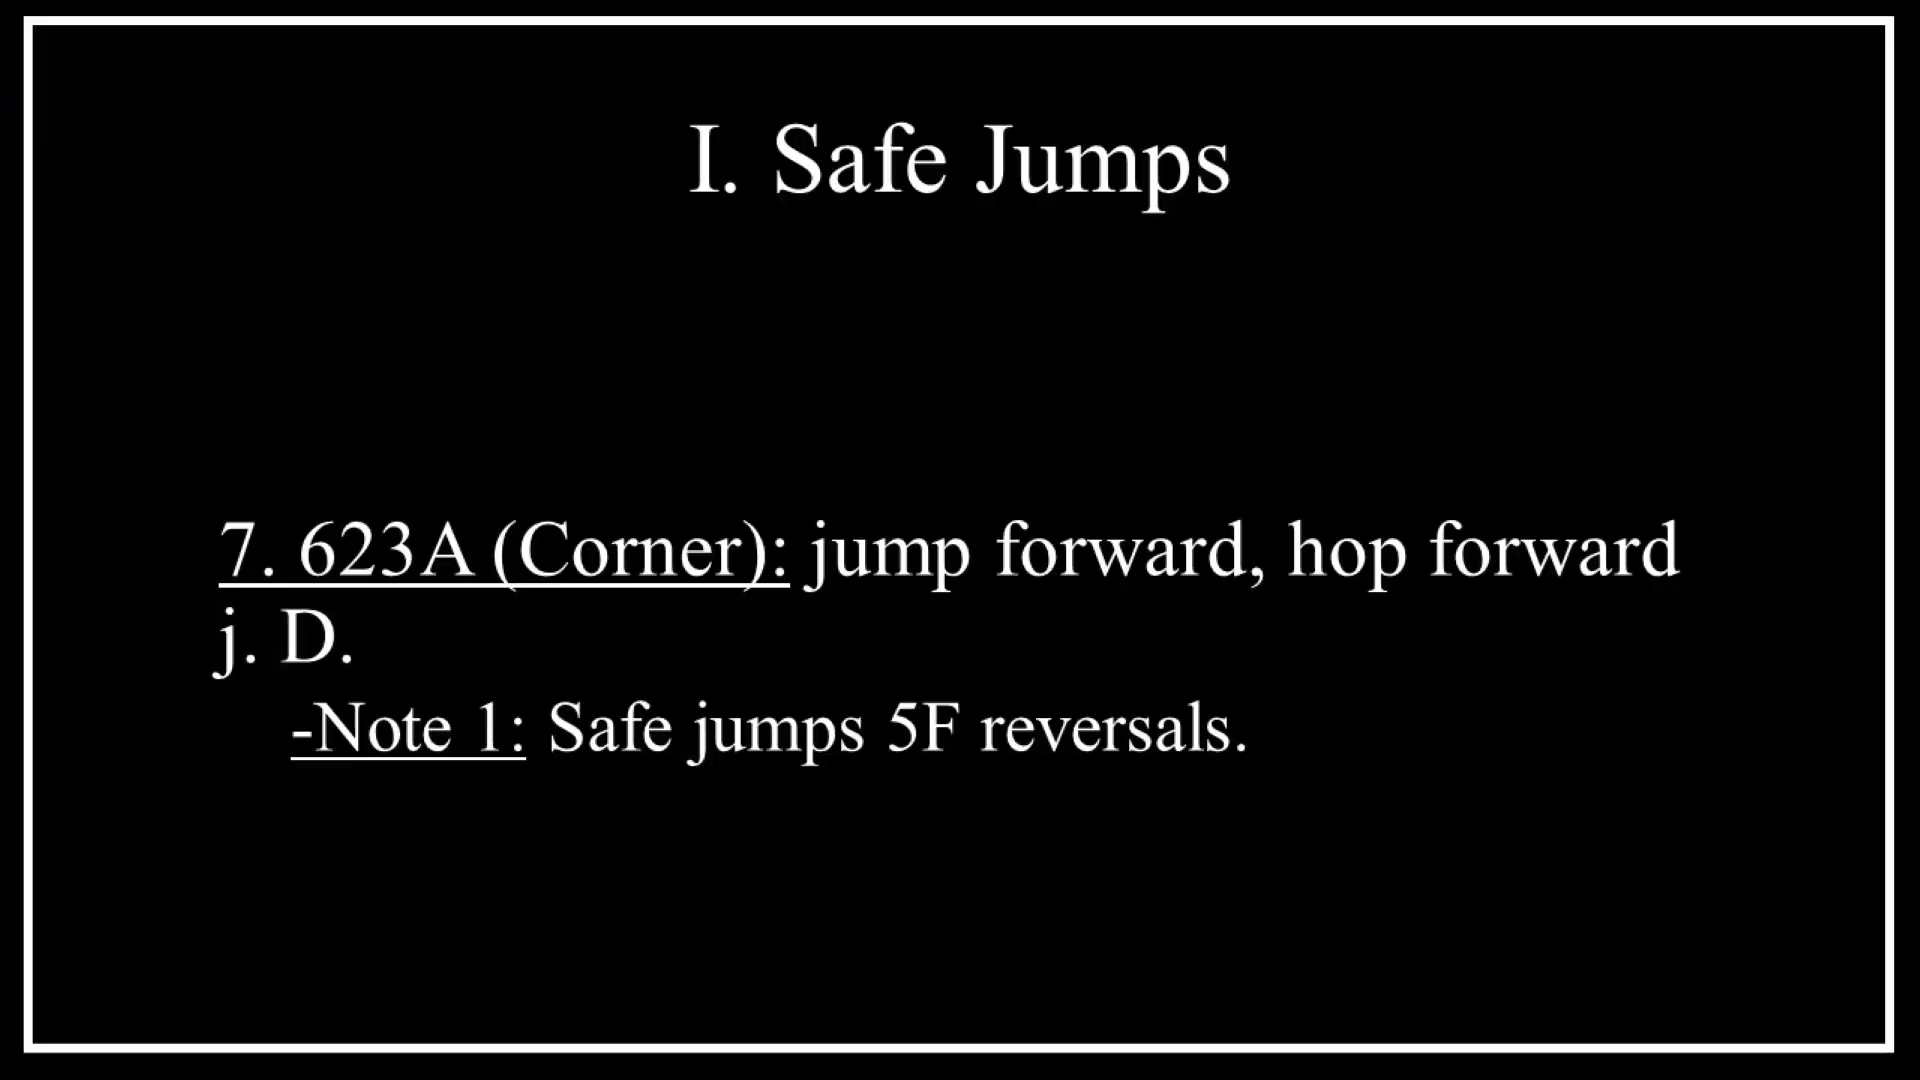 I. Safe Jumps
7. 623A (Corner): jump forward, hop forward
j. D.
-Note 1: Safe jumps 5F reversals.